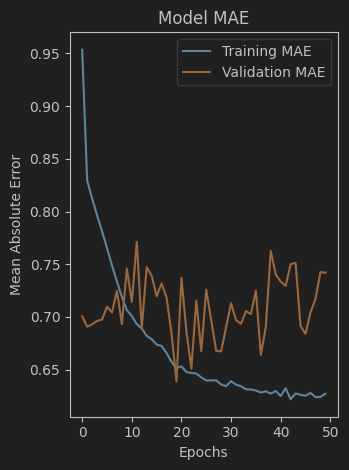 Model MAE
Training MAE
Validation MAE
Mean Absolute Error
0.95
0.90
0.85
0.80
0.75
0.70
0.65
0 10 20 30 40 50
Epochs